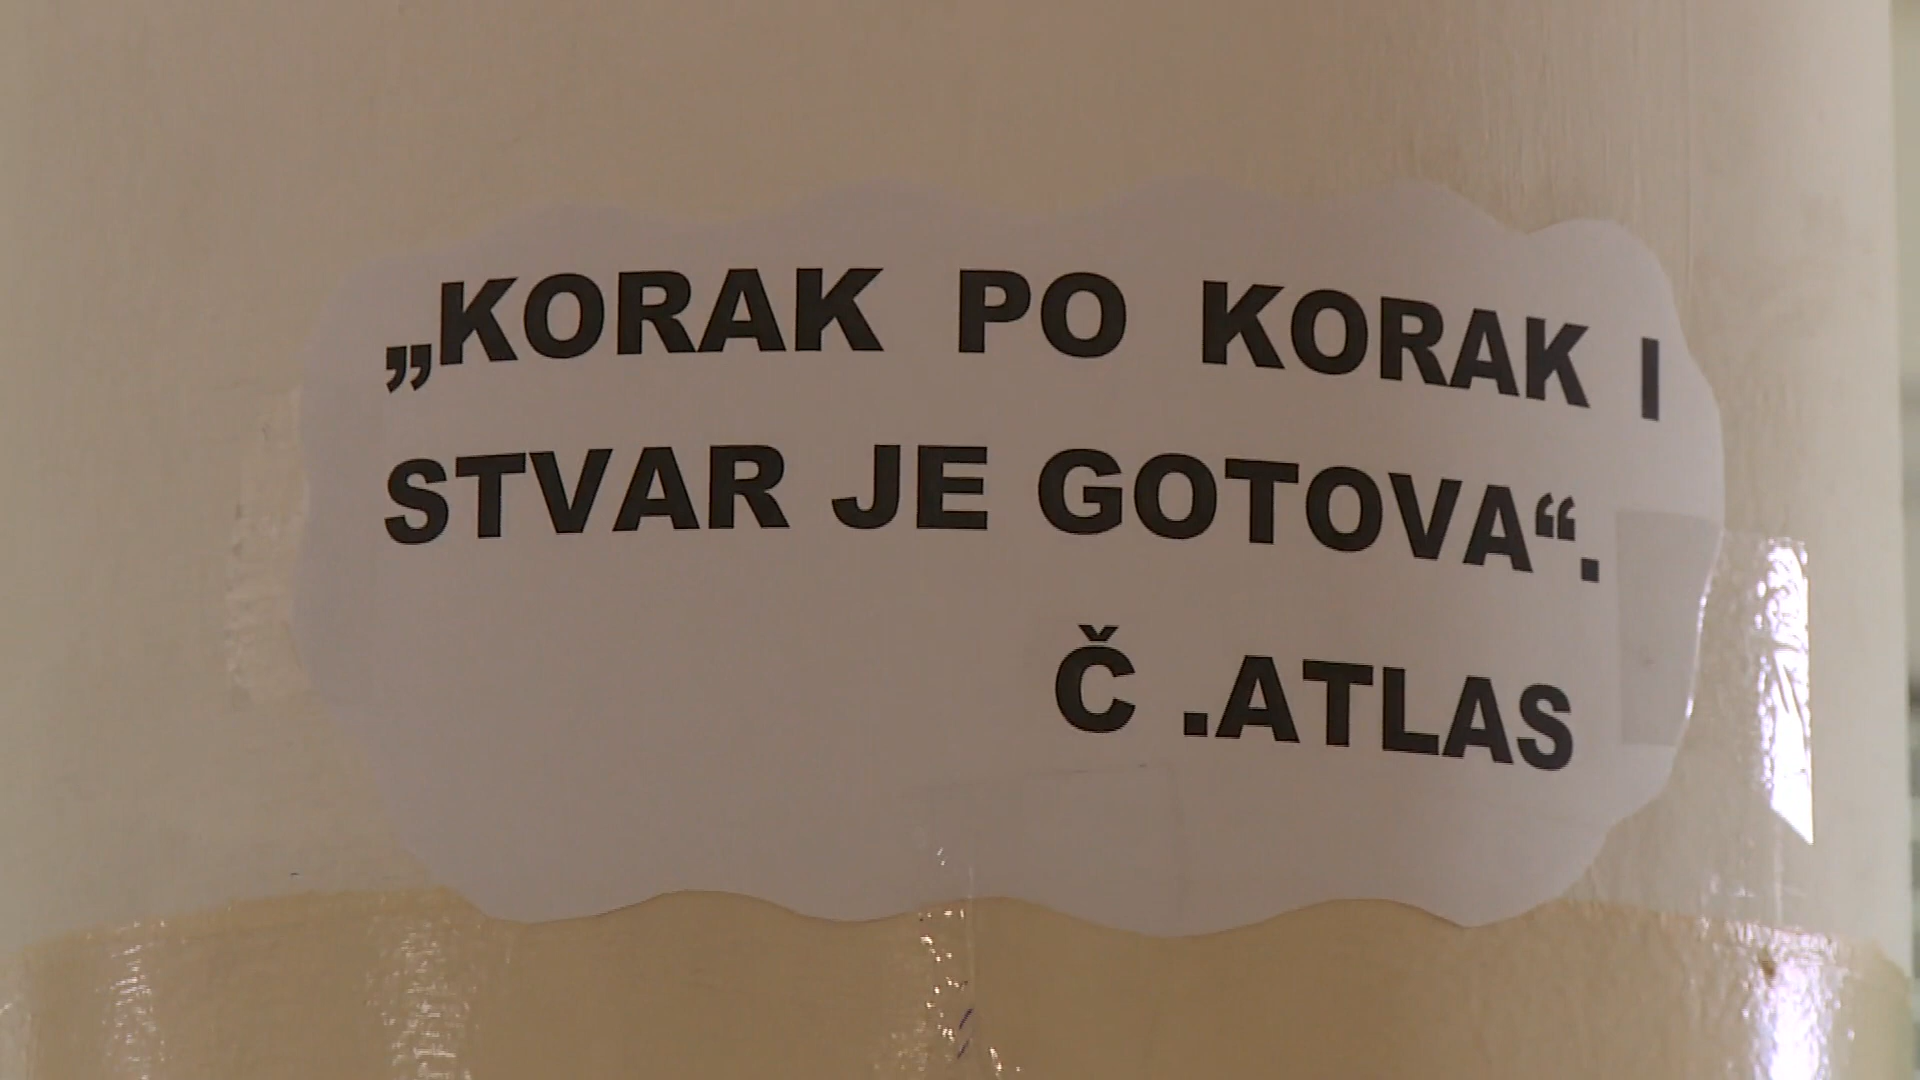 „KORAK PO KORAK I
STVAR JE GOTOVA“.
Č .ATLAS